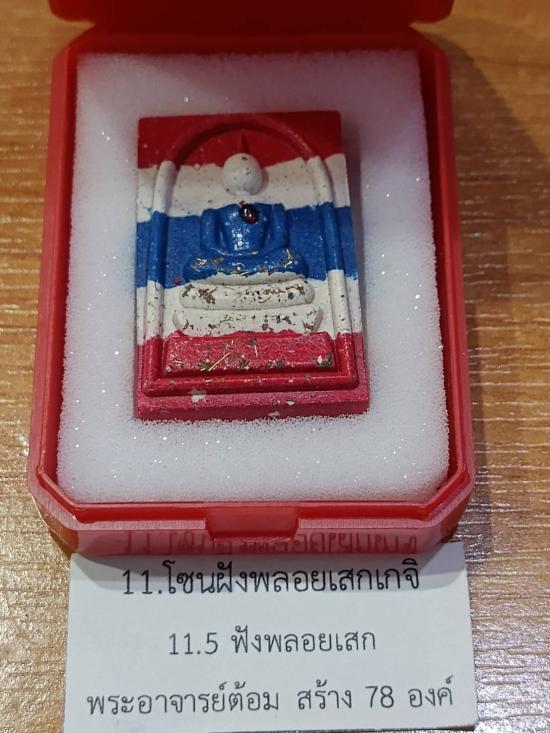 11.โซนฝังพลอยเสกเกจิ
11.5 ฟังพลอยเสก
พระอาจารย์ต้อม สร้าง 78 องค์